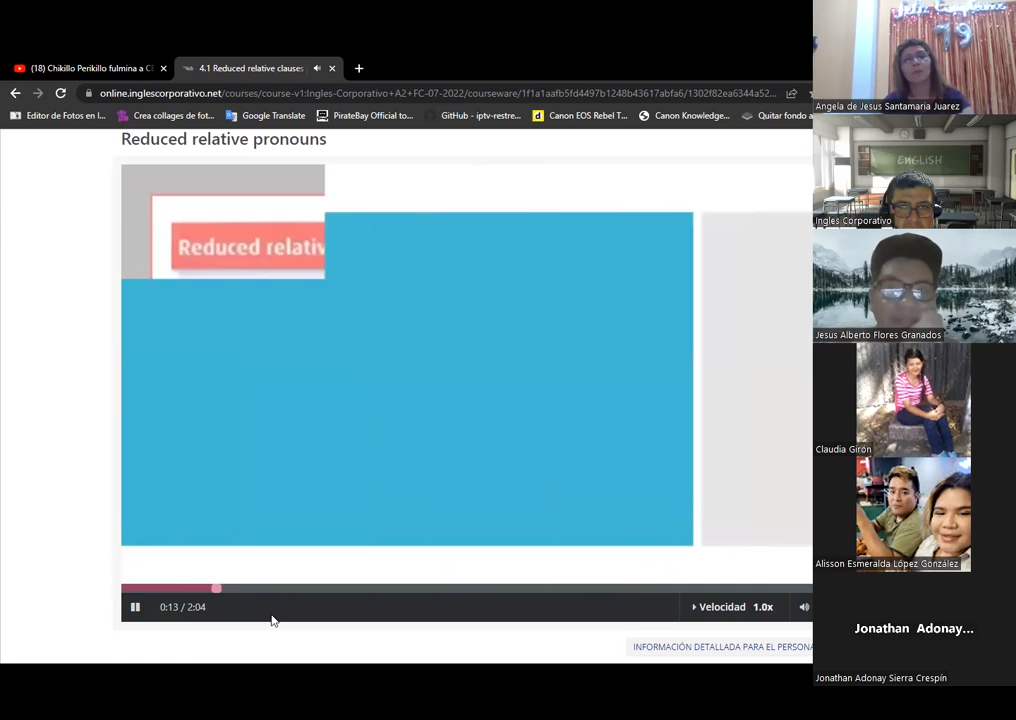 (18) Chikillo Perikillo fulmina a C
4.1 Reduced relative clauses
online.inglescorporativo.net/courses/course-v1:Ingles-Corporativo+A2+FC-07-2022/courseware/1f1a1aafb5fd4497b1248b43617abfa6/1302f82ea6344a52...
Editor de Fotos en l...
Crea collages de fot...
Google Translate
PirateBay Official to...
GitHub - iptv-restre...
Canon EOS Rebel T...
Canon Knowledge...
Quitar fondo a
Reduced relative pronouns
Reduced relativ
0:13 / 2:04
Velocidad 1.0x
INFORMACIÓN DETALLADA PARA EL PERSONA
79
Angela de Jesus Santamaria Juarez
ENGLISH
Ingles Corporativo
Jesus Alberto Flores Granados
Claudia Girón
Alisson Esmeralda López González
Jonathan Adonay...
Jonathan Adonay Sierra Crespín